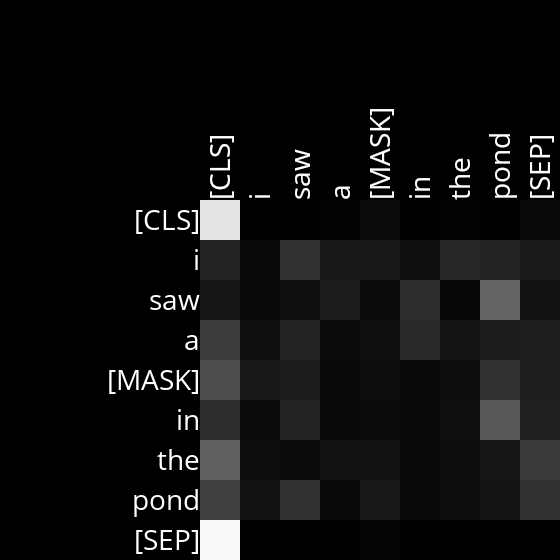 [CLS] i saw a [MASK] in the pond [SEP]
[CLS]
i
saw
a
[MASK]
in
the
pond
[SEP]